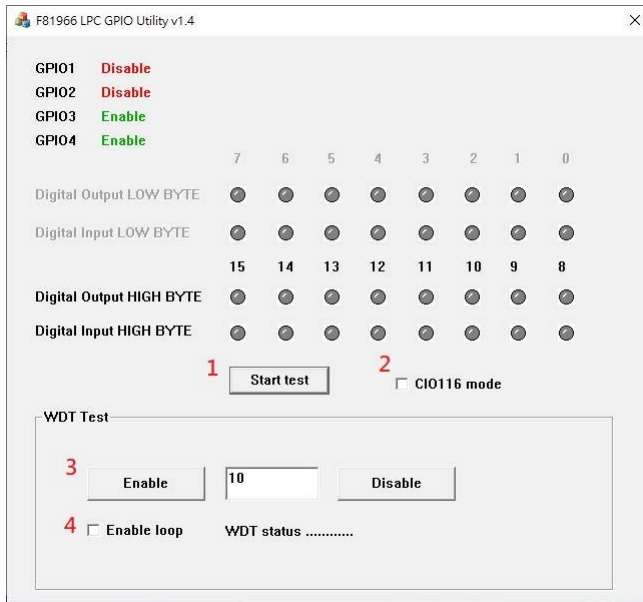 F81966 LPC GPIO Utility v1.4
GPIO1 Disable
GPIO2 Disable
GPIO3 Enable
GPIO4 Enable
7 6 5 4 3 2 1 0
Digital Output LOW BYTE
Digital Input LOW BYTE
15 14 13 12 11 10 9 8
Digital Output HIGH BYTE
Digital Input HIGH BYTE
1 Start test 2 CIO116 mode
WDT Test
3 Enable 10 Disable
4 Enable loop WDT status ............